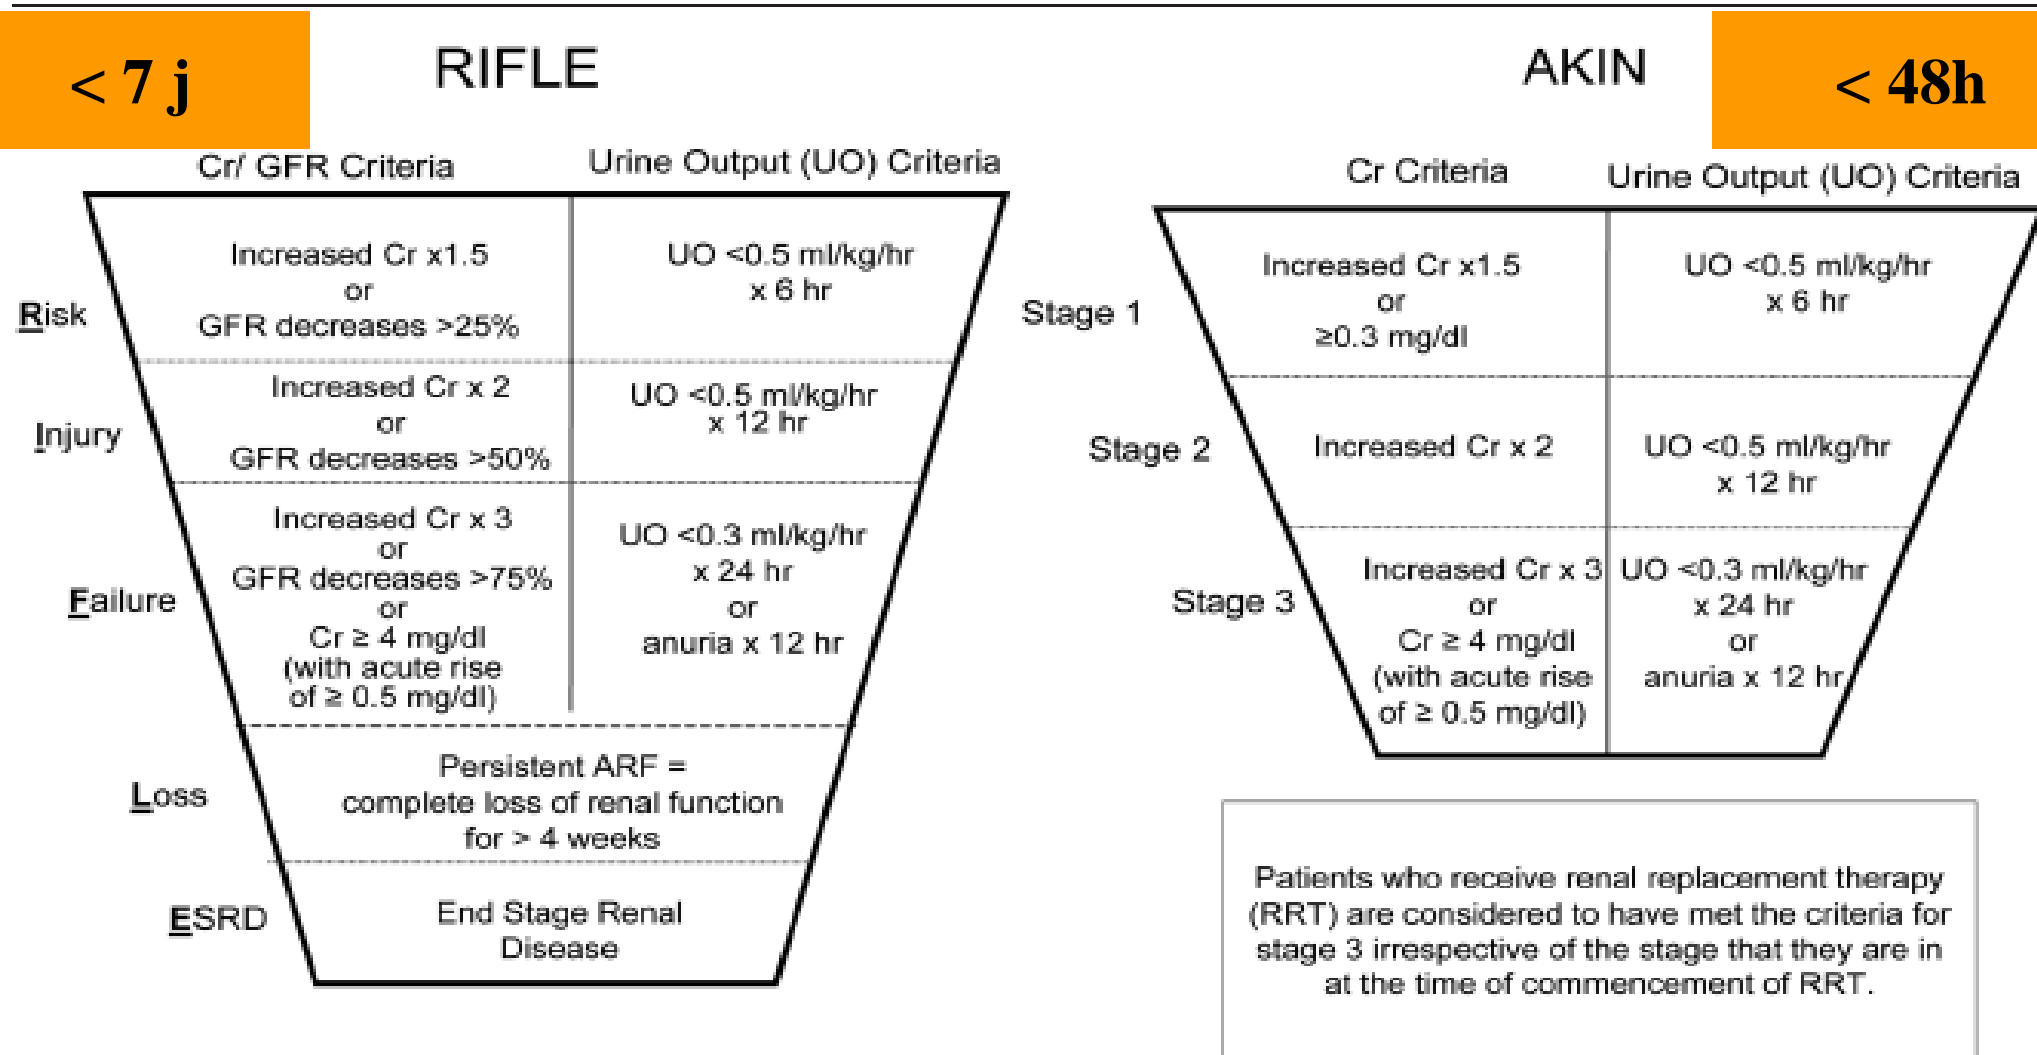 < 7 j
RIFLE
Cr/ GFR Criteria
Urine Output (UO) Criteria
Risk
Increased Cr x1.5
or
GFR decreases >25%
UO <0.5 ml/kg/hr
x 6 hr
Injury
Increased Cr x 2
or
GFR decreases >50%
UO <0.5 ml/kg/hr
x 12 hr
Failure
Increased Cr x 3
or
GFR decreases >75%
or
Cr ≥ 4 mg/dl
(with acute rise
of ≥ 0.5 mg/dl)
UO <0.3 ml/kg/hr
x 24 hr
or
anuria x 12 hr
Loss
Persistent ARF =
complete loss of renal function
for > 4 weeks
ESRD
End Stage Renal
Disease
AKIN
< 48h
Cr Criteria
Urine Output (UO) Criteria
Stage 1
Increased Cr x1.5
or
≥0.3 mg/dl
UO <0.5 ml/kg/hr
x 6 hr
Stage 2
Increased Cr x 2
UO <0.5 ml/kg/hr
x 12 hr
Stage 3
Increased Cr x 3
or
Cr ≥ 4 mg/dl
(with acute rise
of ≥ 0.5 mg/dl)
UO <0.3 ml/kg/hr
x 24 hr
or
anuria x 12 hr
Patients who receive renal replacement therapy
(RRT) are considered to have met the criteria for
stage 3 irrespective of the stage that they are in
at the time of commencement of RRT.